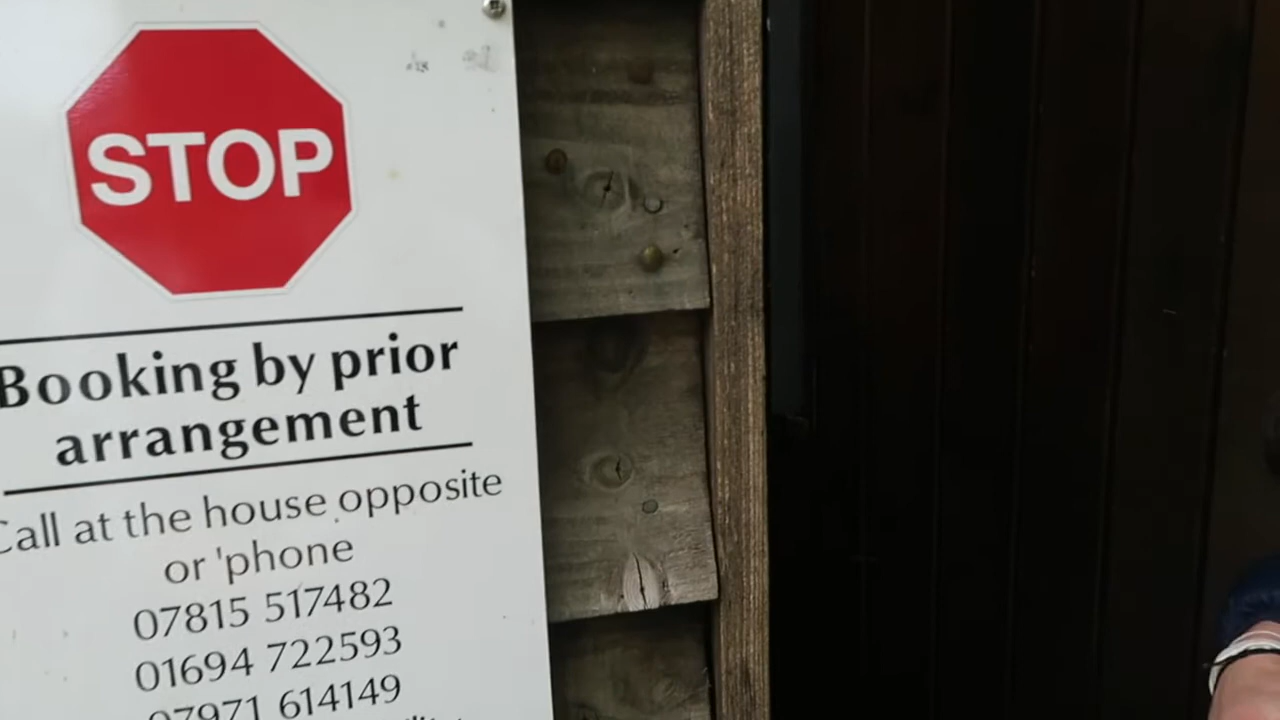 STOP
Booking by prior
arrangement
Call at the house opposite
or 'phone
07815 517482
01694 722593
07971 614149